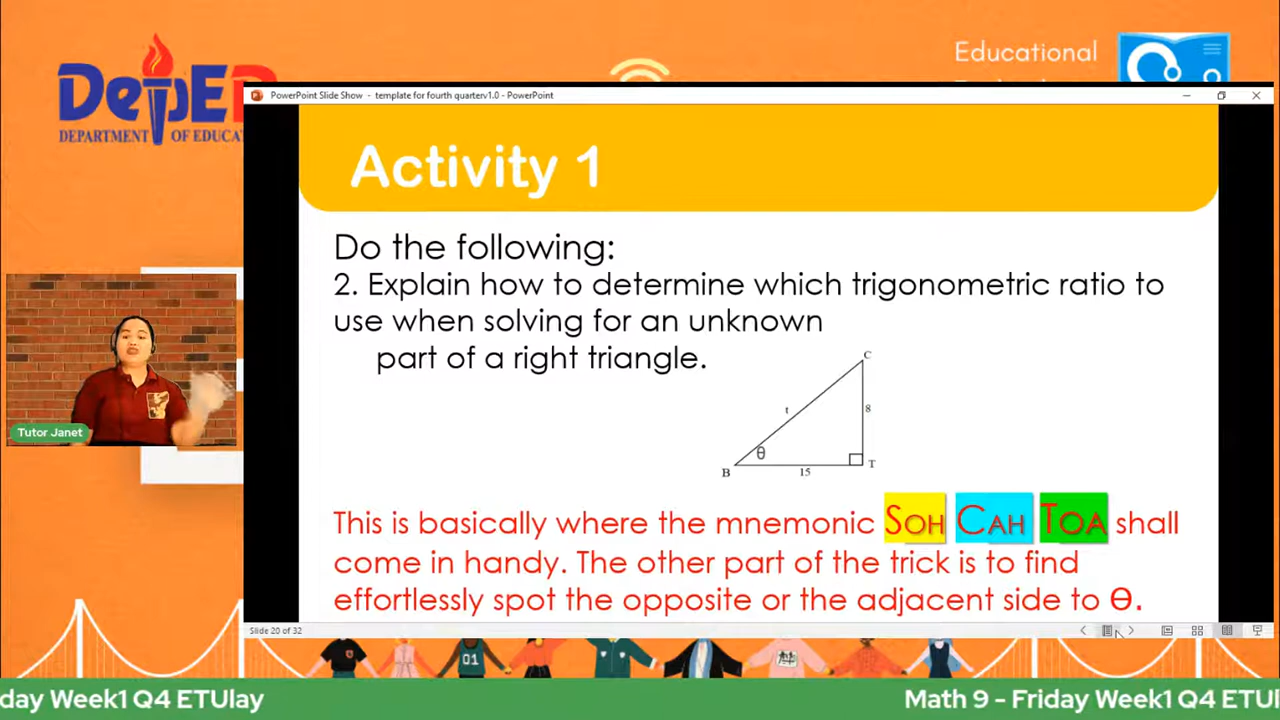 DepED
DEPARTMENT OF EDUCAT
Educational
PowerPoint Slide Show - template for fourth quarterv1.0 - PowerPoint
Activity 1
Do the following:
2. Explain how to determine which trigonometric ratio to
use when solving for an unknown
part of a right triangle.
C
t
8
θ
B
15
T
This is basically where the mnemonic SOH CAH TOA shall
come in handy. The other part of the trick is to find
effortlessly spot the opposite or the adjacent side to Ɵ.
Tutor Janet
Slide 20 of 32
01
day Week1 Q4 ETUlay
Math 9 - Friday Week1 Q4 ETUl